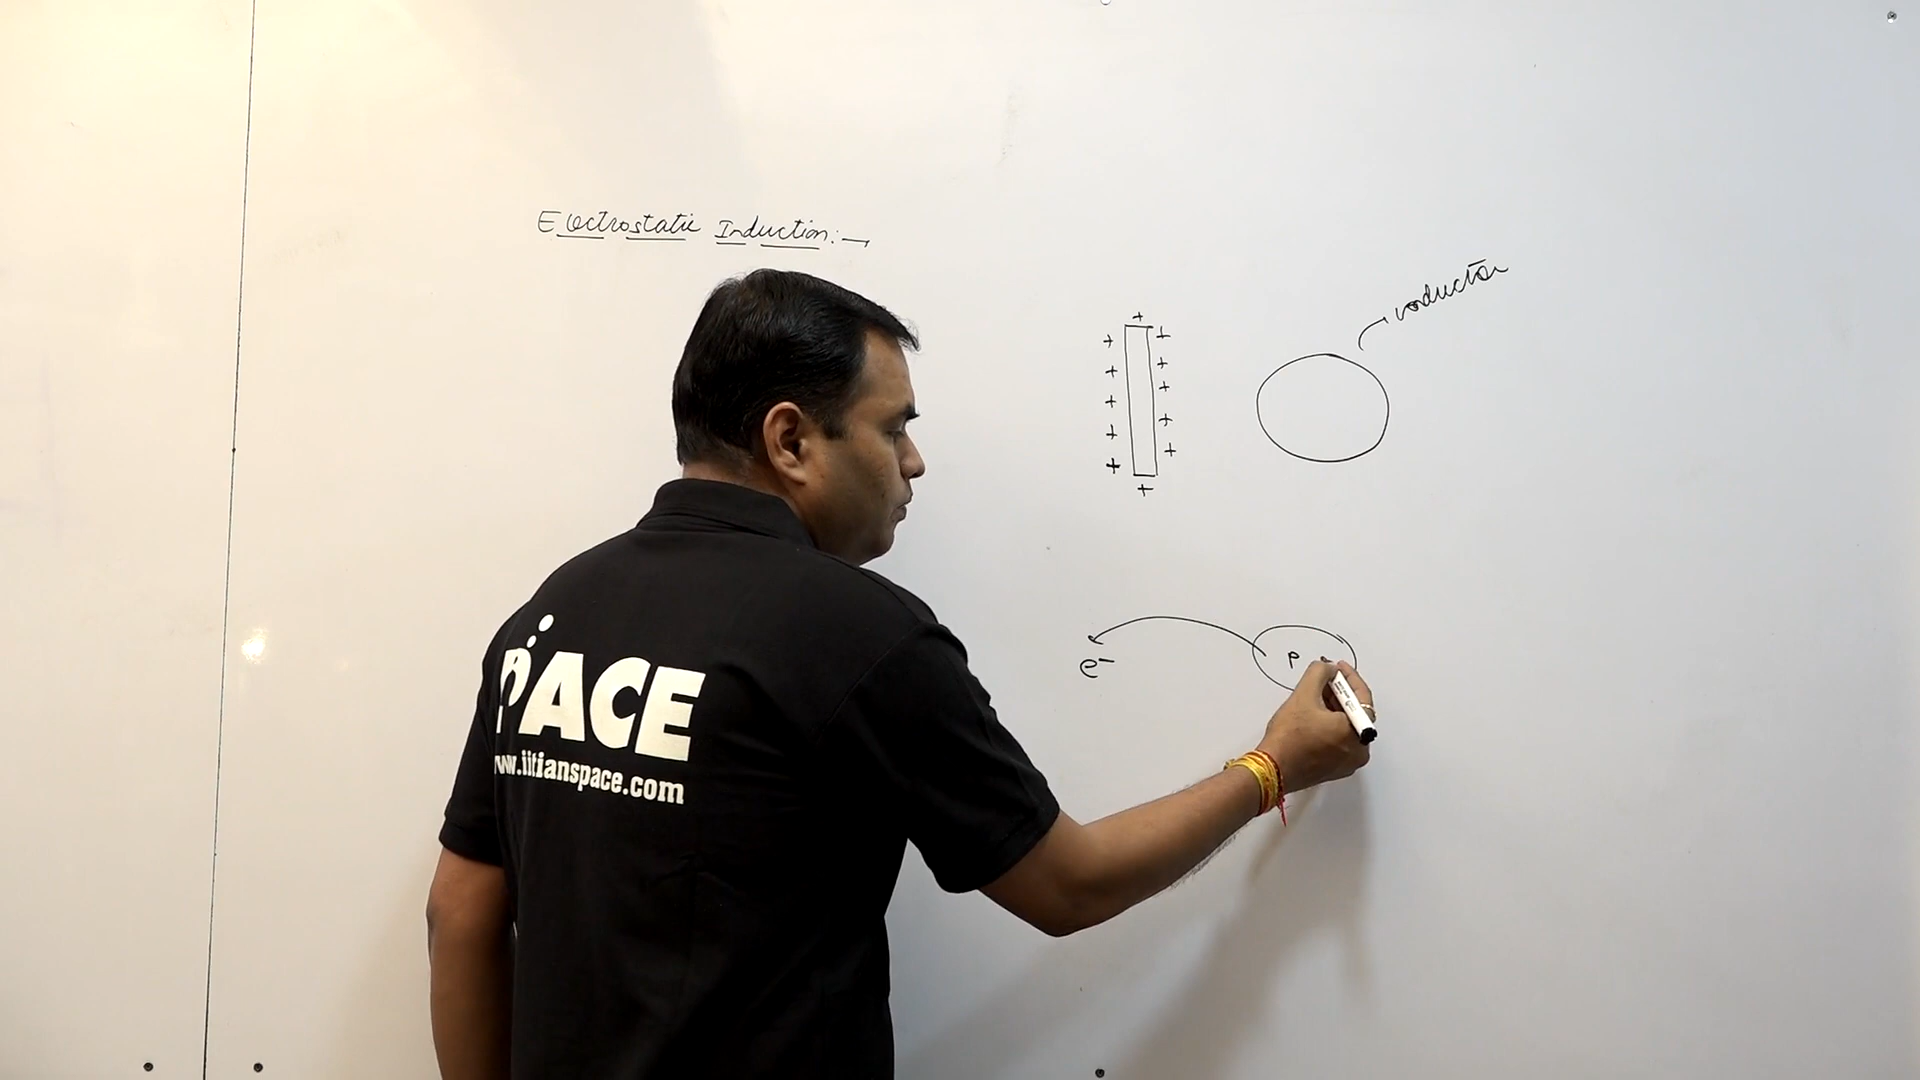 Electrostatic Induction:→
conductor
+
+ +
+ +
+ +
+ +
+ +
+
e⁻
P
PACE
www.iitianspace.com